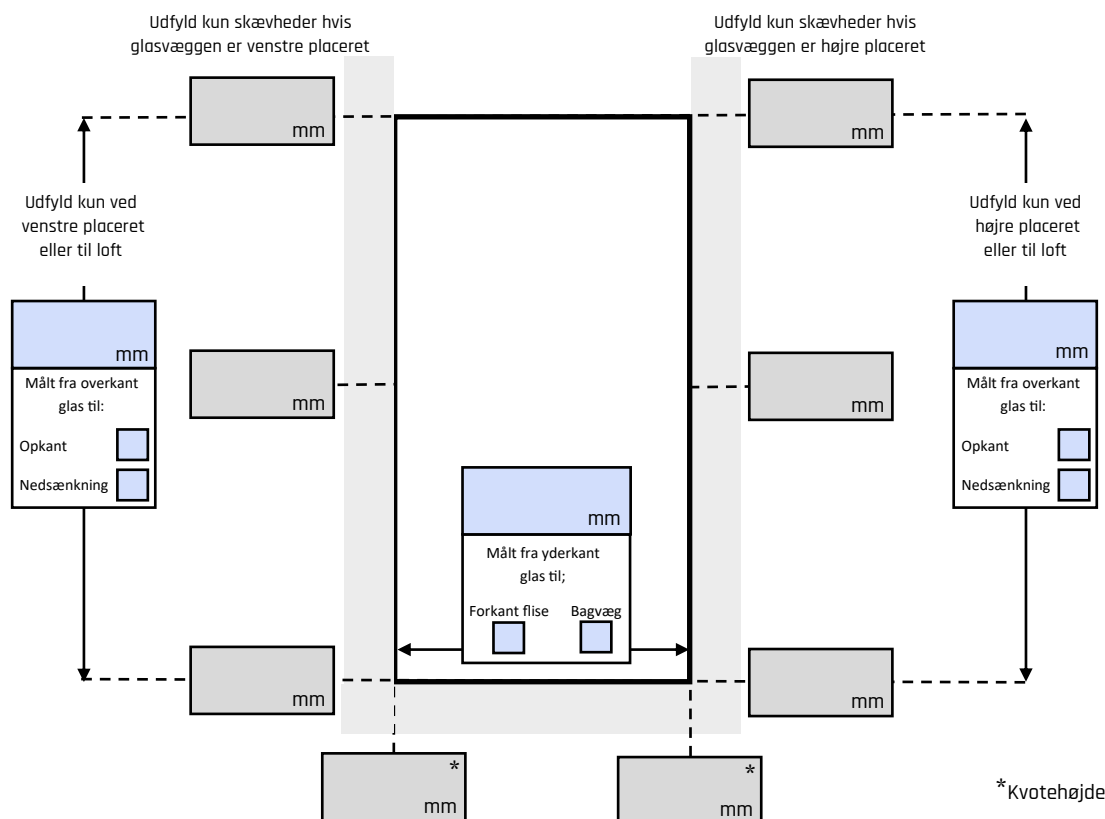 Udfyld kun skævheder hvis
glasvæggen er venstre placeret
Udfyld kun skævheder hvis
glasvæggen er højre placeret
mm
mm
Udfyld kun ved
venstre placeret
eller til loft
Udfyld kun ved
højre placeret
eller til loft
mm
Målt fra overkant
glas til:
Opkant
Nedsænkning
mm
mm
mm
Målt fra overkant
glas til:
Opkant
Nedsænkning
mm
Målt fra yderkant
glas til;
Forkant flise Bagvæg
mm
mm
*
mm
*
mm
*Kvotehøjde